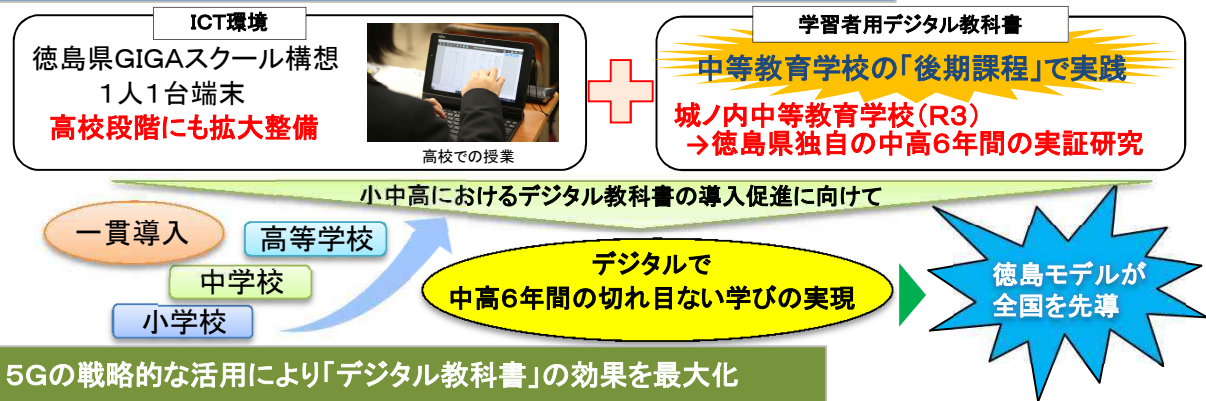 ICT環境
徳島県GIGAスクール構想
1人1台端末
高校段階にも拡大整備
高校での授業
学習者用デジタル教科書
中等教育学校の「後期課程」で実践
城ノ内中等教育学校(R3)
→徳島県独自の中高6年間の実証研究
小中高におけるデジタル教科書の導入促進に向けて
一貫導入
高等学校
中学校
小学校
デジタルで
中高6年間の切れ目ない学びの実現
徳島モデルが
全国を先導
5Gの戦略的な活用により「デジタル教科書」の効果を最大化